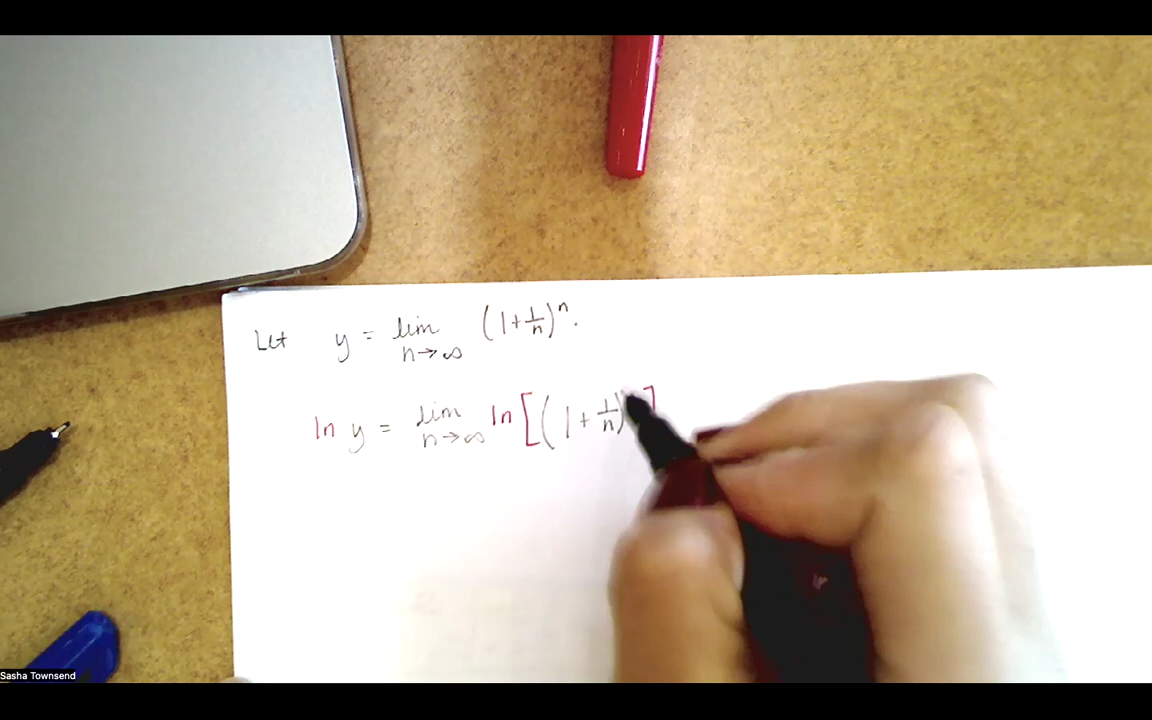 Let y = lim n→∞ (1+1/n)^n.
ln y = lim n→∞ ln[(1+1/n)]
Sasha Townsend